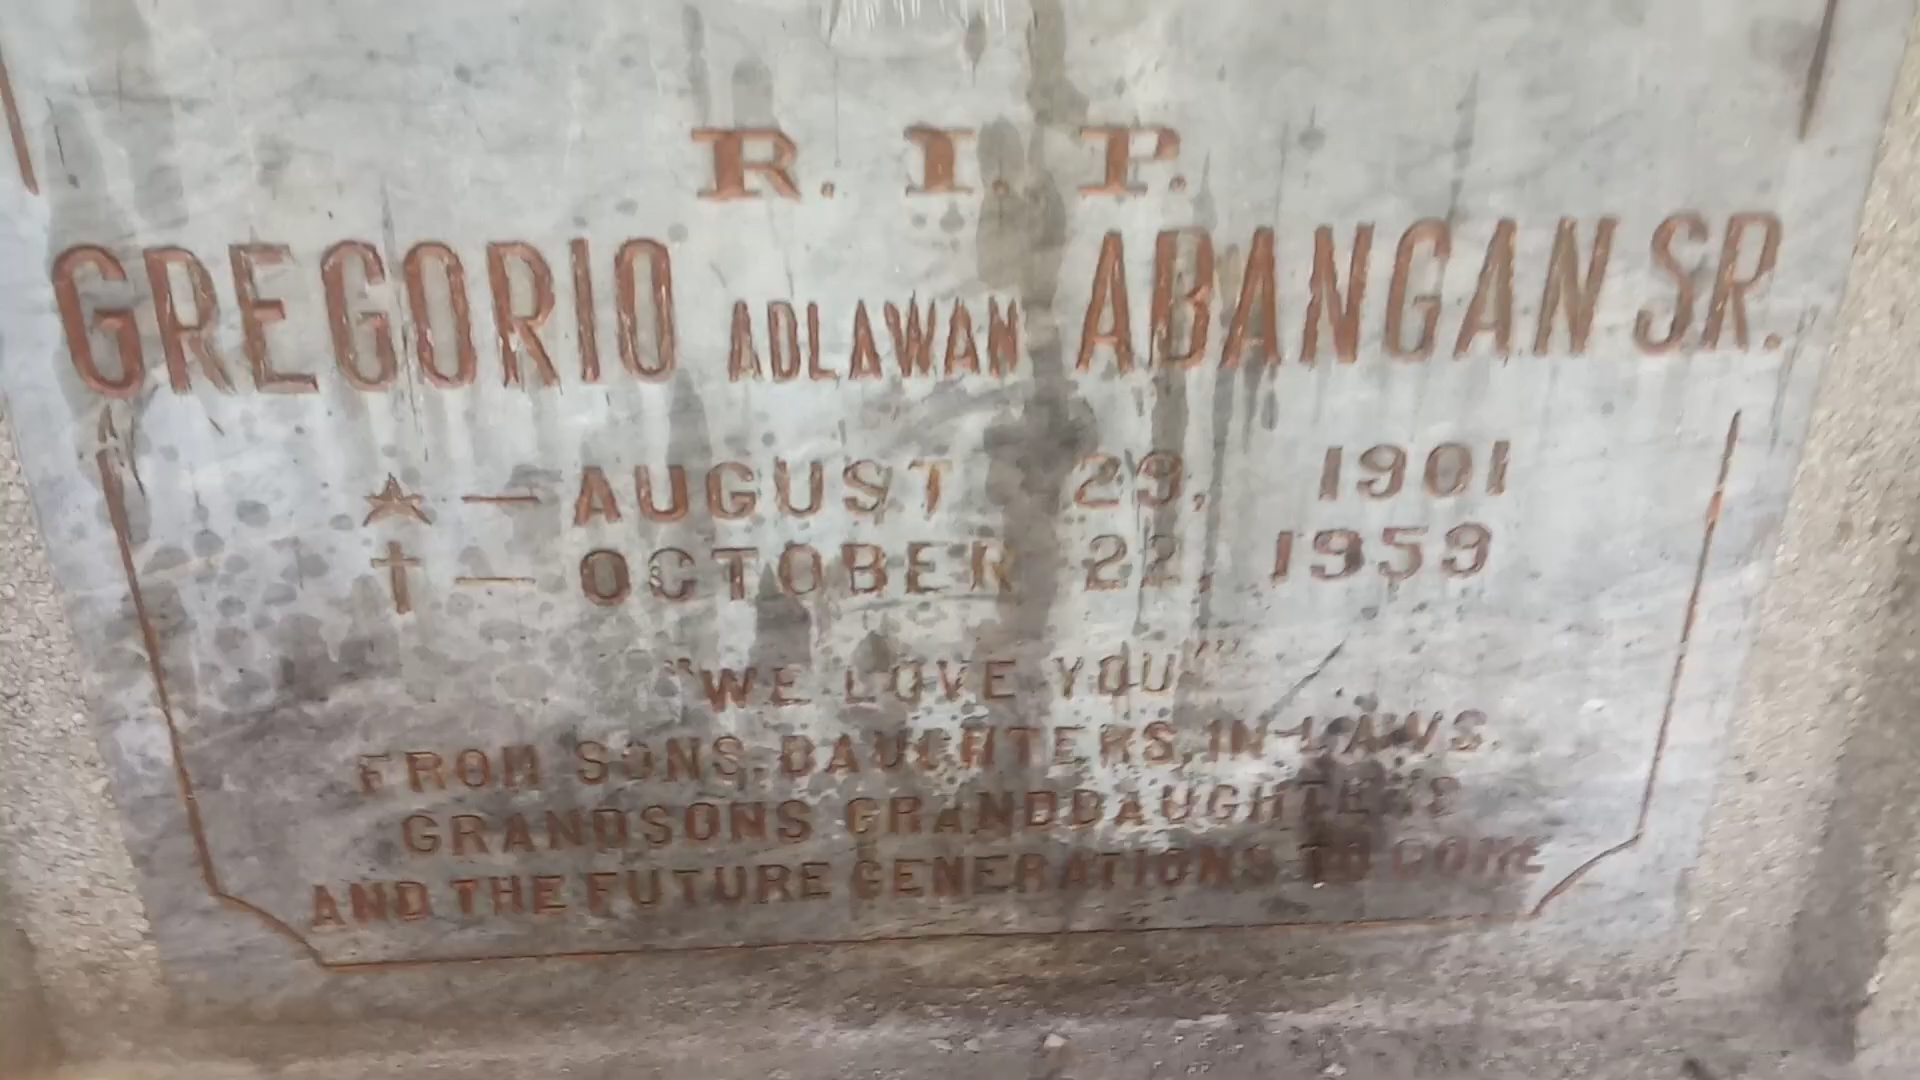 R. I. P.
GREGORIO ADLAWAN ABANGAN SR.
☆ — AUGUST 29, 1901
† — OCTOBER 22, 1959
"WE LOVE YOU"
FROM SONS, DAUGHTERS, IN-LAWS.
GRANDSONS GRANDDAUGHTERS
AND THE FUTURE GENERATIONS TO COME